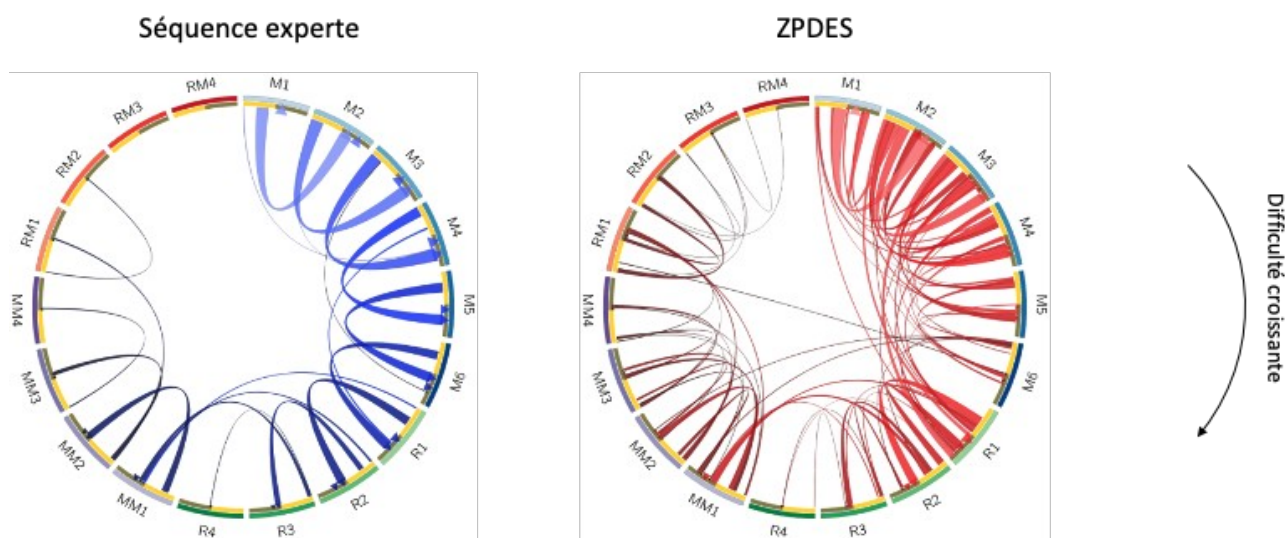 Séquence experte
ZPDES
M1
M2
M3
M4
M5
M6
R1
R2
R3
R4
MM1
MM2
MM3
MM4
RM1
RM2
RM3
RM4
M1
M2
M3
M4
M5
M6
R1
R2
R3
R4
MM1
MM2
MM3
MM4
RM1
RM2
RM3
RM4
Difficulté croissante